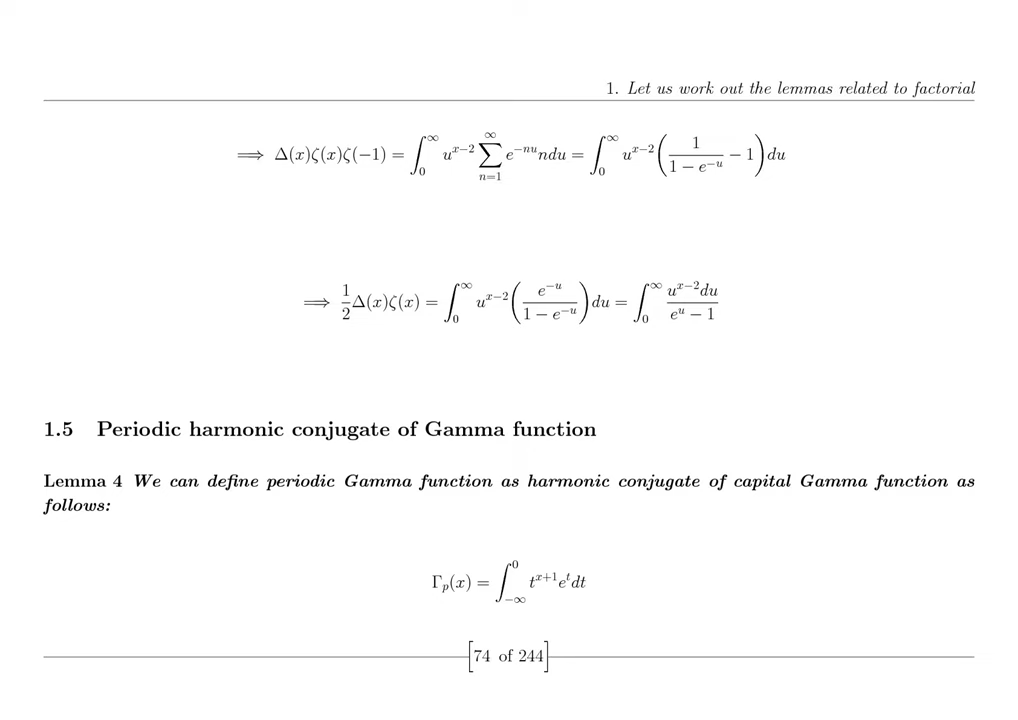 1. Let us work out the lemmas related to factorial
⟹ Δ(x)ζ(x)ζ(−1) = ∫_0^∞ u^{x−2} ∑_{n=1}^∞ e^{−nu} n du = ∫_0^∞ u^{x−2} (1/(1 − e^{−u}) − 1) du
⟹ 1/2 Δ(x)ζ(x) = ∫_0^∞ u^{x−2} (e^{−u}/(1 − e^{−u})) du = ∫_0^∞ u^{x−2}du/(e^u − 1)
1.5 Periodic harmonic conjugate of Gamma function
Lemma 4 We can define periodic Gamma function as harmonic conjugate of capital Gamma function as
follows:
Γ_p(x) = ∫_{−∞}^0 t^{x+1} e^t dt
[74 of 244]